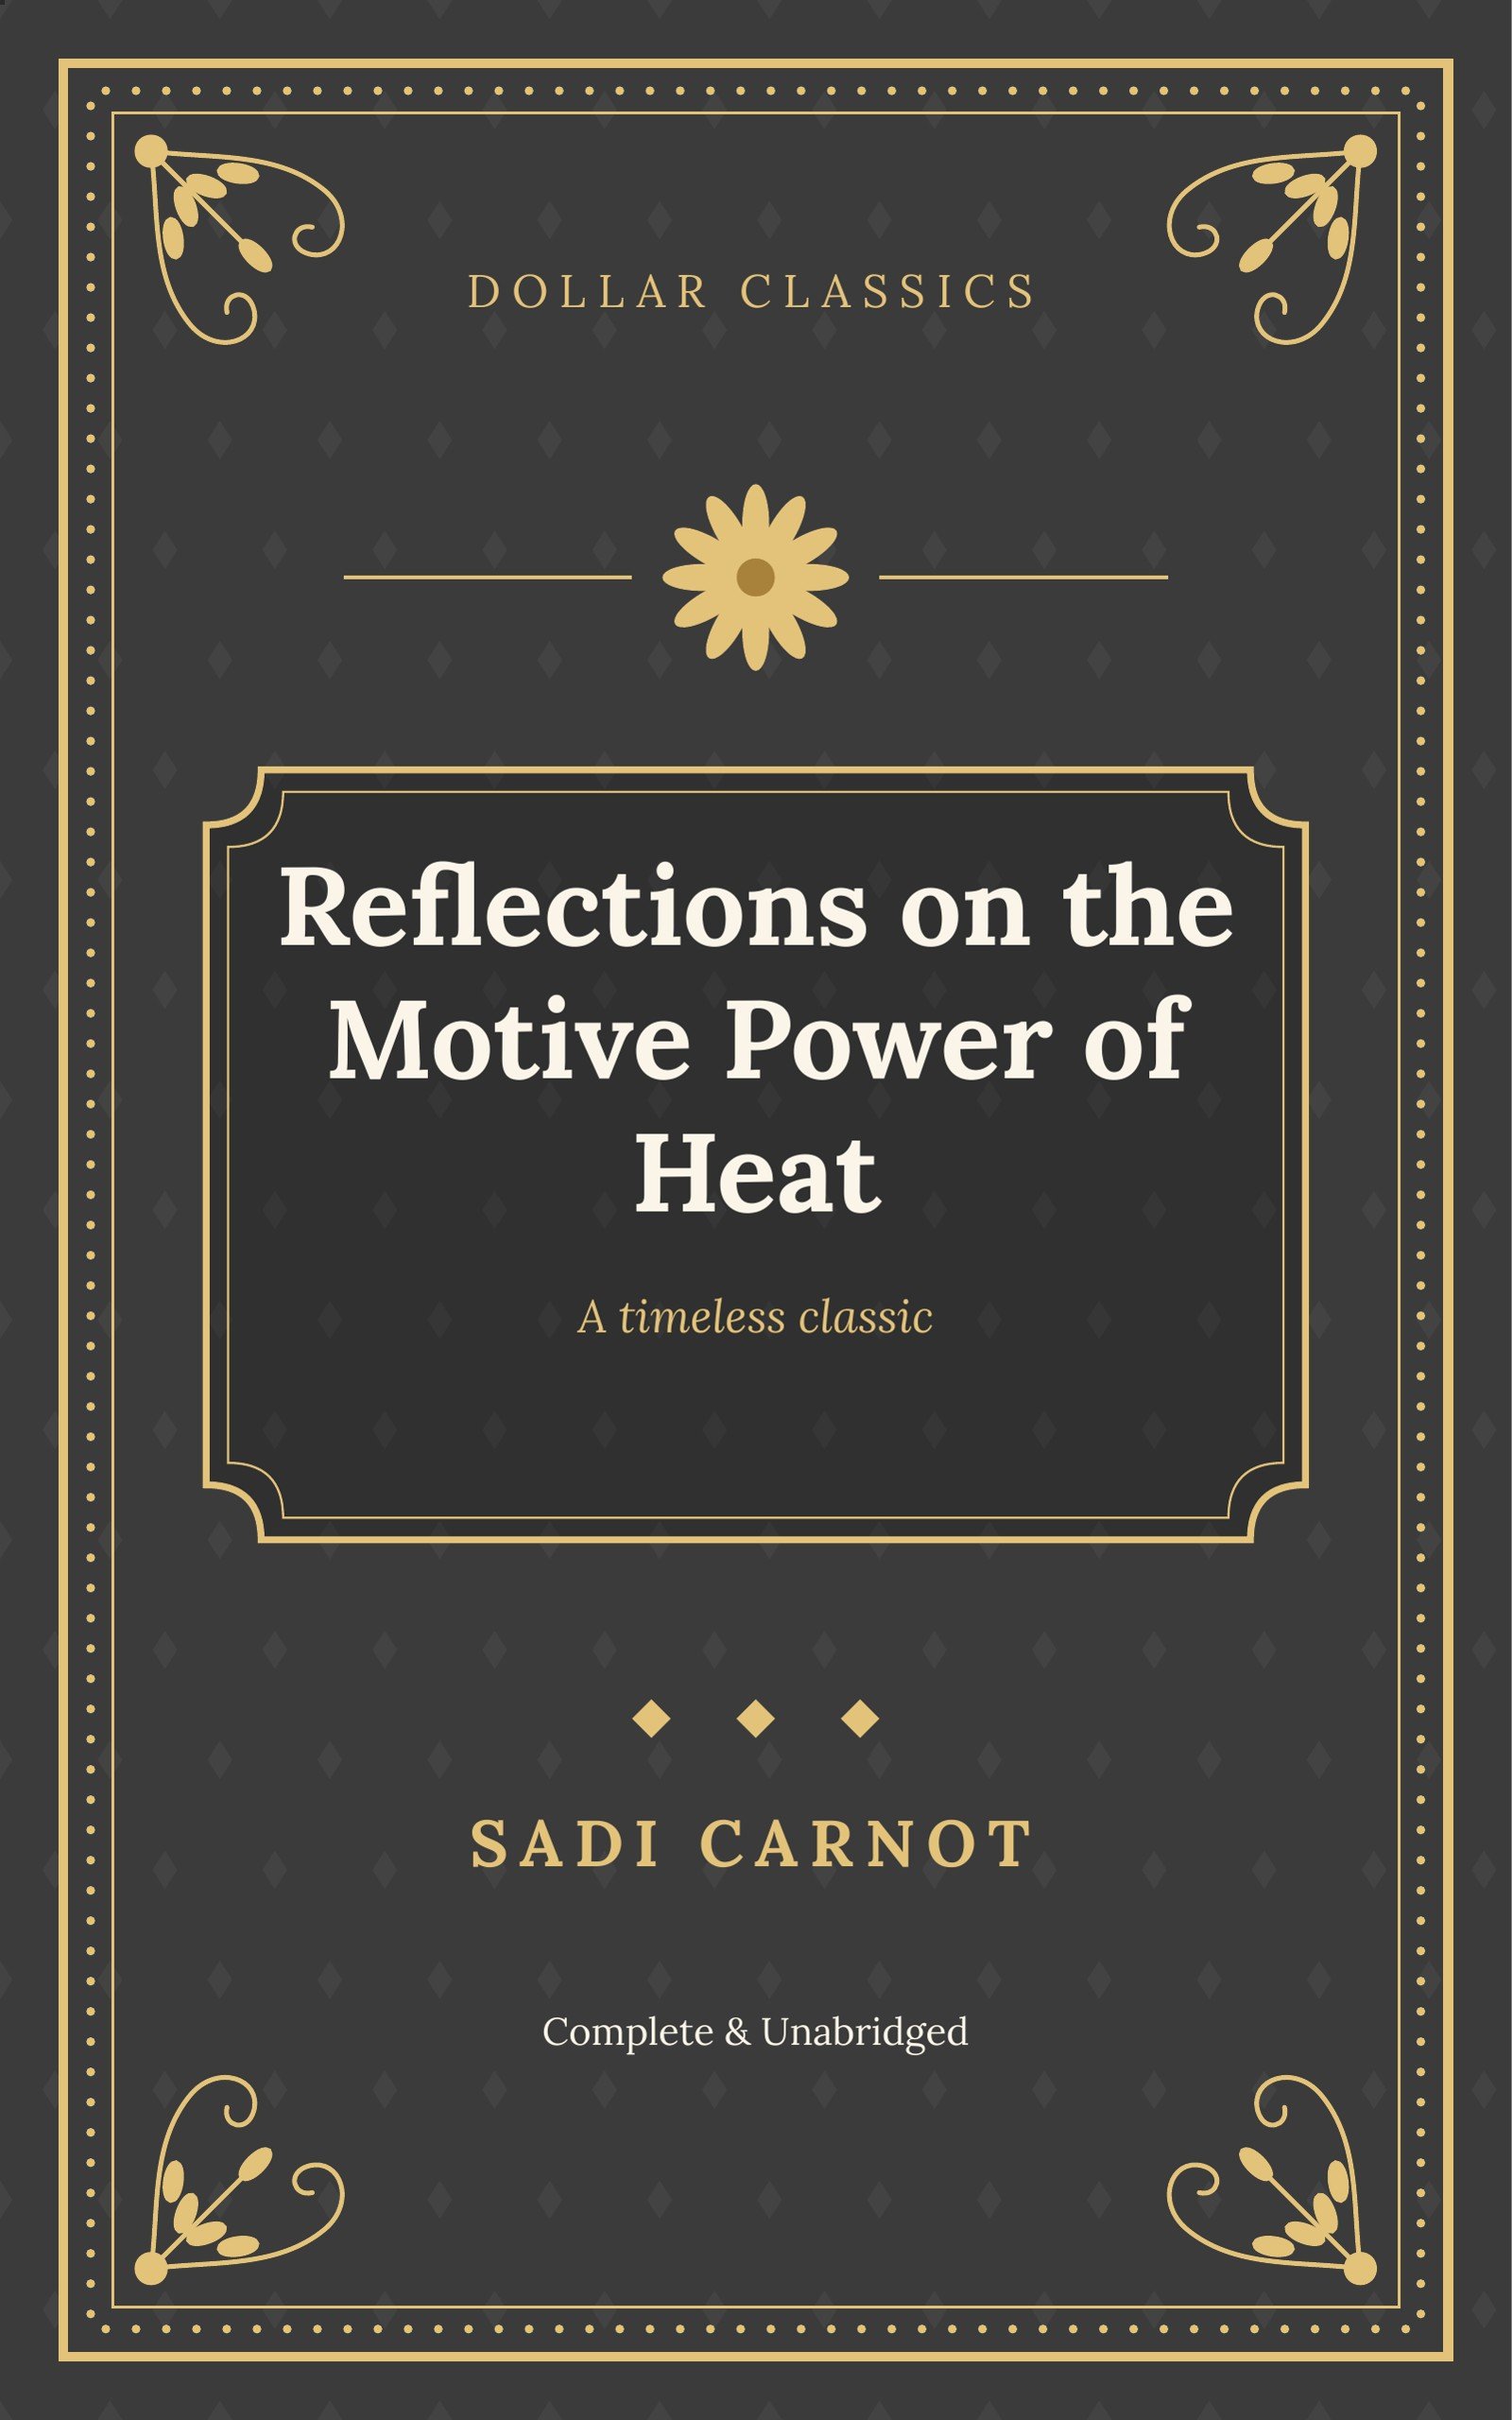 DOLLAR CLASSICS
Reflections on the
Motive Power of
Heat
A timeless classic
SADI CARNOT
Complete & Unabridged